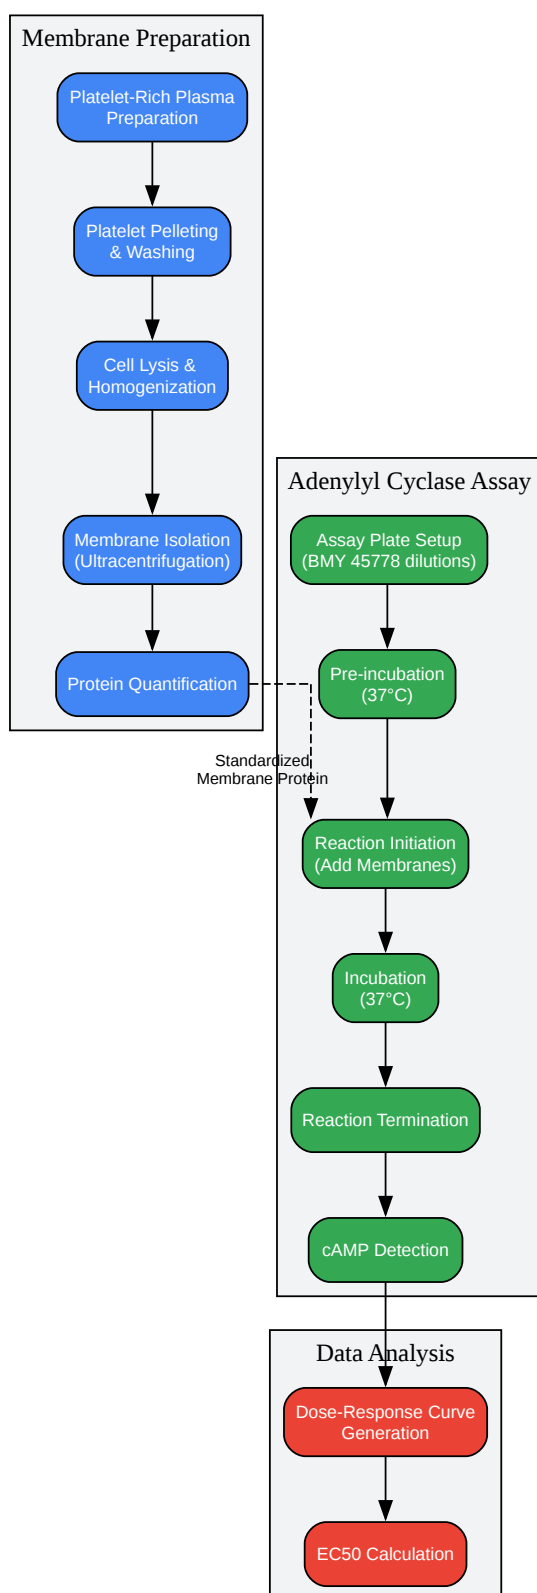 Membrane Preparation
Platelet-Rich Plasma
Preparation
Platelet Pelleting
& Washing
Cell Lysis &
Homogenization
Membrane Isolation
(Ultracentrifugation)
Protein Quantification
Standardized
Membrane Protein
Adenylyl Cyclase Assay
Assay Plate Setup
(BMY 45778 dilutions)
Pre-incubation
(37°C)
Reaction Initiation
(Add Membranes)
Incubation
(37°C)
Reaction Termination
cAMP Detection
Data Analysis
Dose-Response Curve
Generation
EC50 Calculation